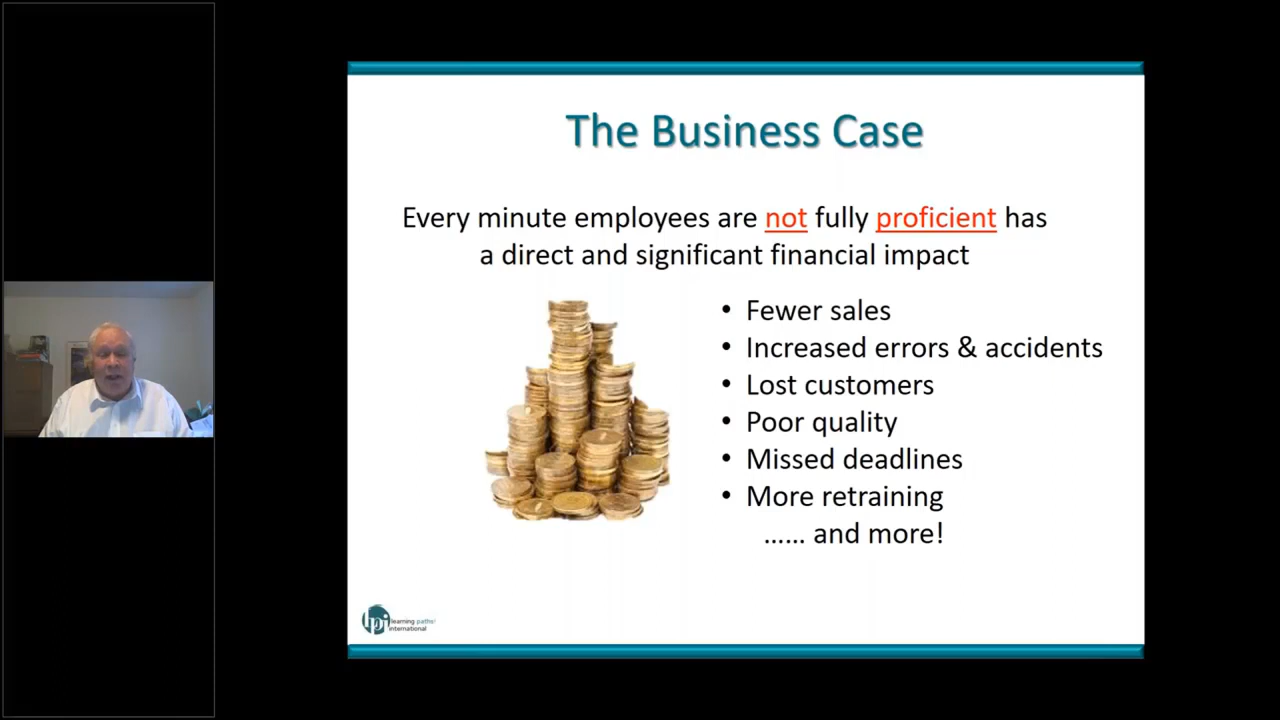 The Business Case
Every minute employees are not fully proficient has
a direct and significant financial impact
• Fewer sales
• Increased errors & accidents
• Lost customers
• Poor quality
• Missed deadlines
• More retraining
…… and more!
lpi learning paths
international